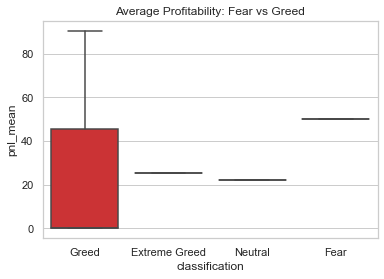 Average Profitability: Fear vs Greed
pnl_mean
80
60
40
20
0
Greed Extreme Greed Neutral Fear
classification